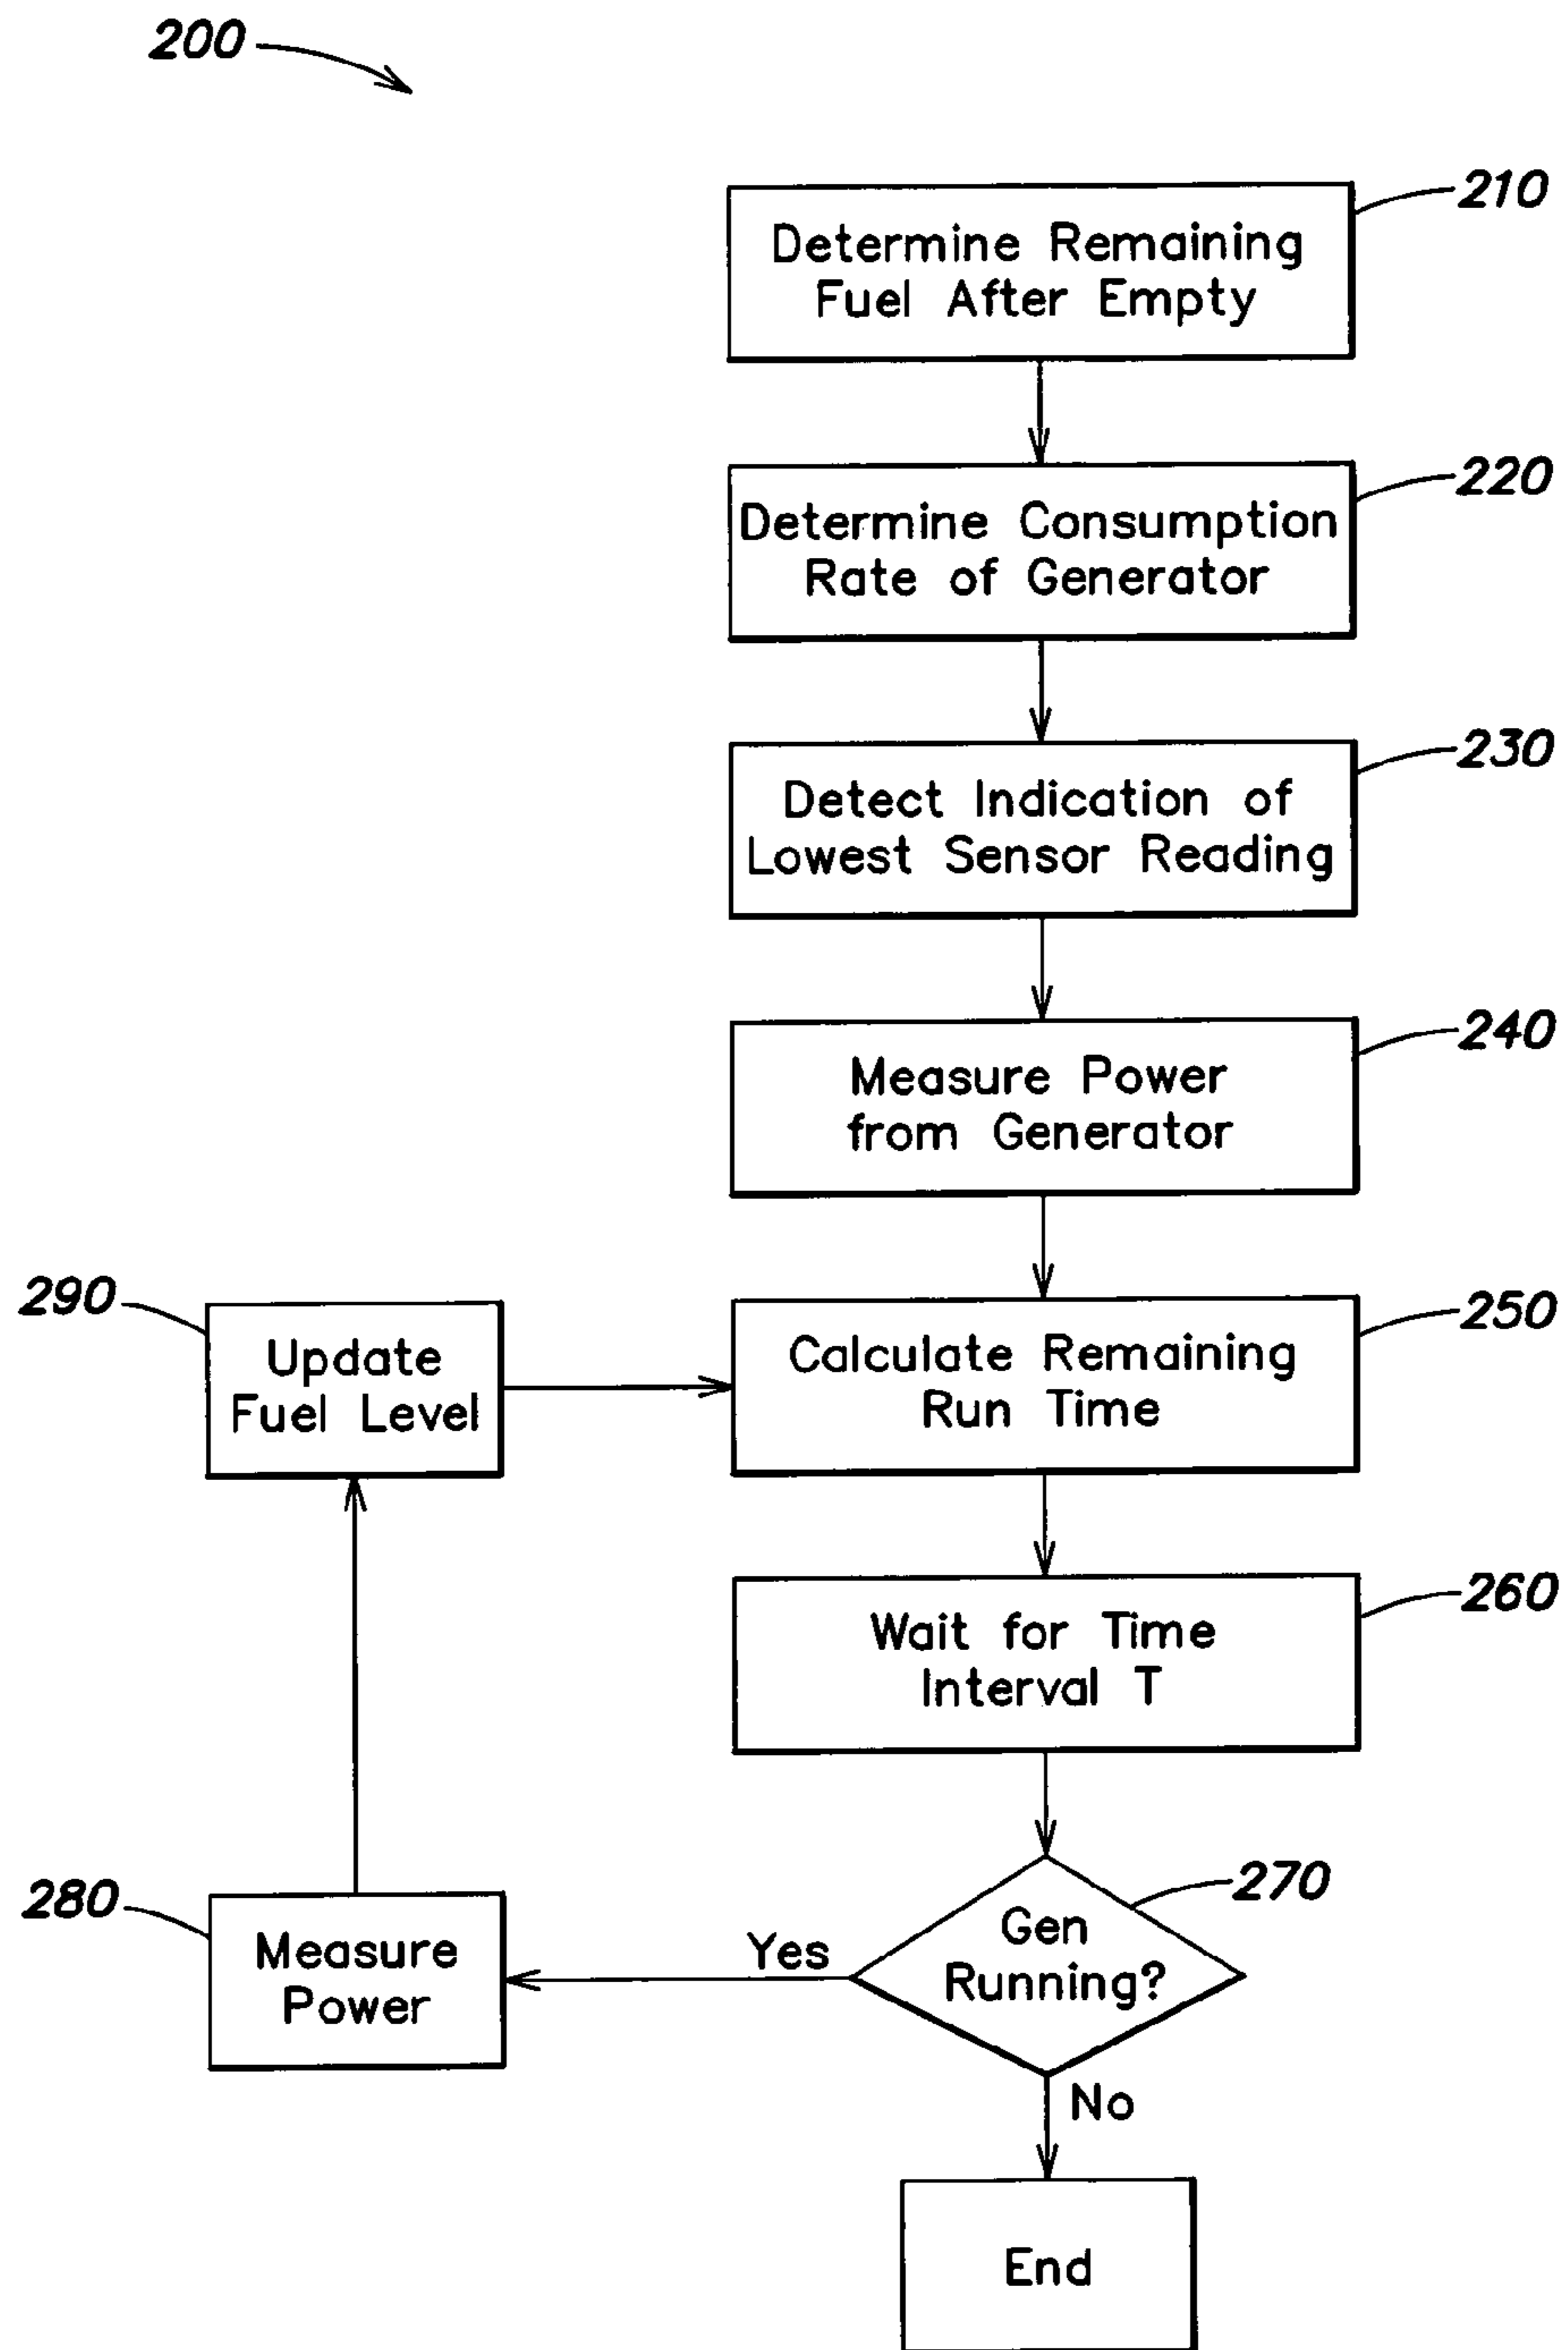 200
210
Determine Remaining
Fuel After Empty
220
Determine Consumption
Rate of Generator
230
Detect Indication of
Lowest Sensor Reading
240
Measure Power
from Generator
290
Update
Fuel Level
250
Calculate Remaining
Run Time
260
Wait for Time
Interval T
270
Gen
Running?
Yes
280
Measure
Power
No
End